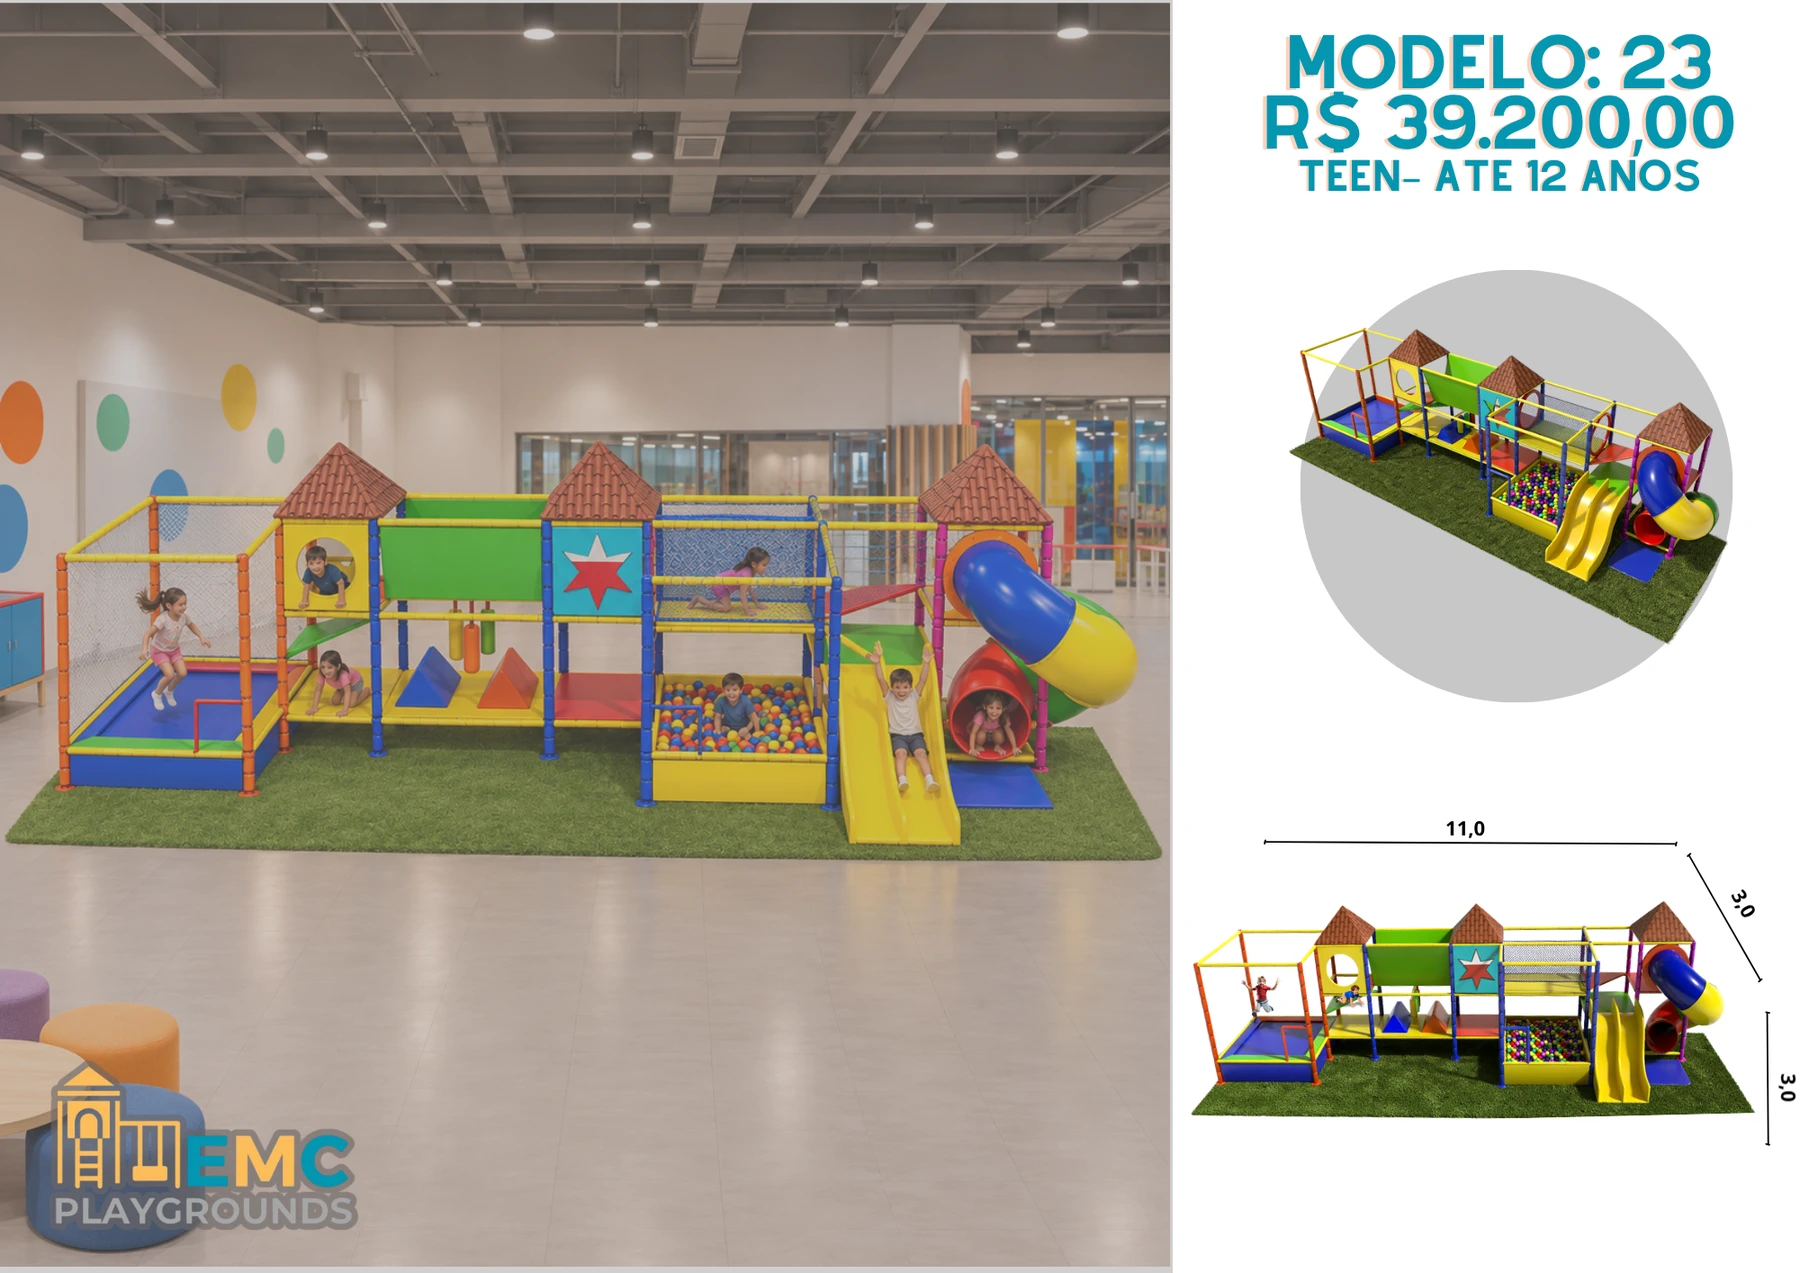 MODELO: 23
R$ 39.200,00
TEEN- ATE 12 ANOS
11,0
3,0
3,0
EMC
PLAYGROUNDS